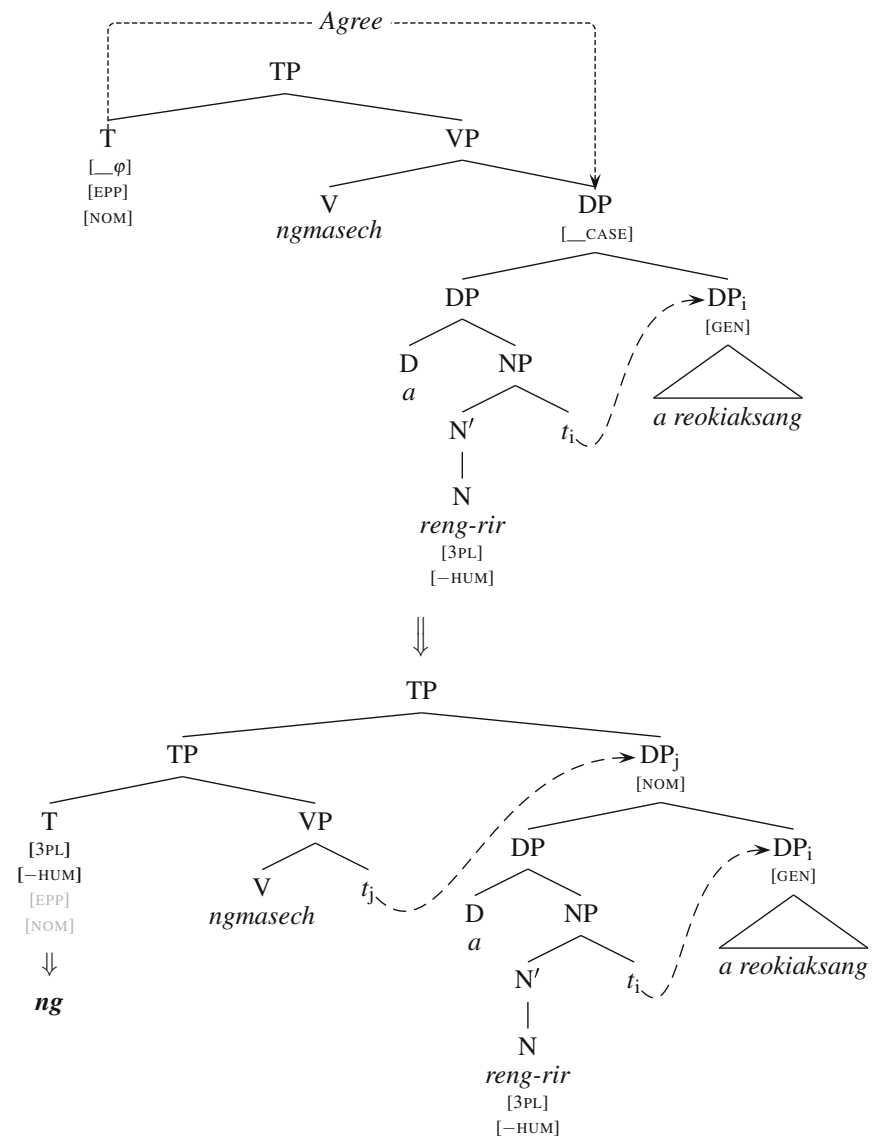 Agree
TP
T VP
[__φ]
[EPP]
[NOM]
V DP
ngmasech [__CASE]
DP DPi
[GEN]
D NP
a a reokiaksang
N′ ti
N
reng-rir
[3PL]
[−HUM]
⇓
TP
TP DPj
[NOM]
T VP DP DPi
[3PL] [GEN]
[−HUM]
[EPP]
[NOM]
V tj D NP
ngmasech a a reokiaksang
⇓
ng
N′ ti
N
reng-rir
[3PL]
[−HUM]